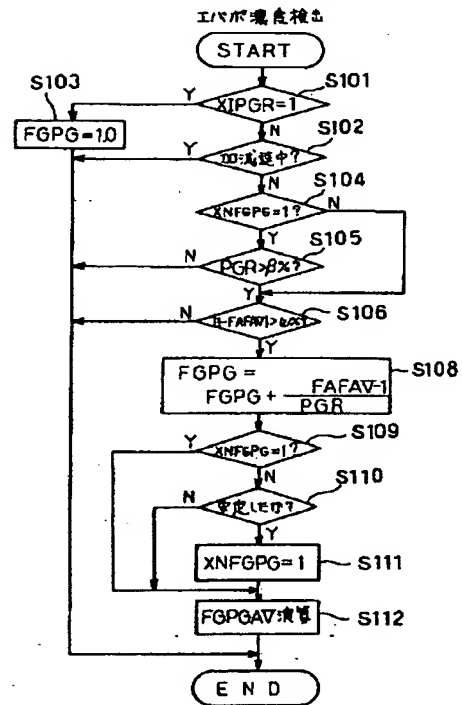 エバポ濃度検出
START
S101
XIPGR=1
Y
N
S103
FGPG=1.0
S102
加減速中?
Y
N
S104
XNFGPG=1?
N
Y
S105
PGR>β%?
N
Y
S106
N
Y
S108
FGPG=
FGPG+ FAFAV-1
PGR
S109
XNFGPG=1?
Y
N
S110
安定したか?
N
Y
XNFGPG=1
S111
FGPGAV演算
S112
END